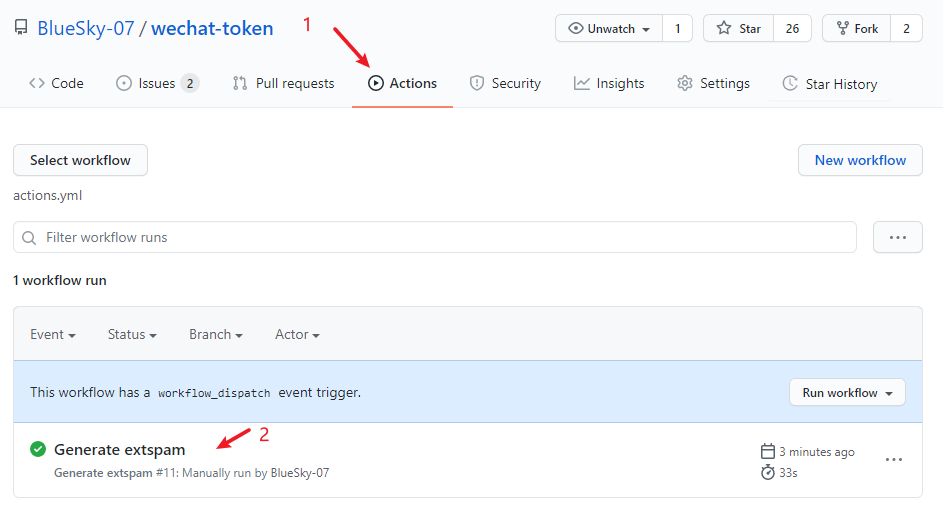 BlueSky-07 / wechat-token 1 Unwatch 1 Star 26 Fork 2
Code Issues 2 Pull requests Actions Security Insights Settings Star History
Select workflow New workflow
actions.yml
Filter workflow runs ...
1 workflow run
Event Status Branch Actor
This workflow has a workflow_dispatch event trigger. Run workflow
Generate extspam 2 3 minutes ago ...
Generate extspam #11: Manually run by BlueSky-07 33s